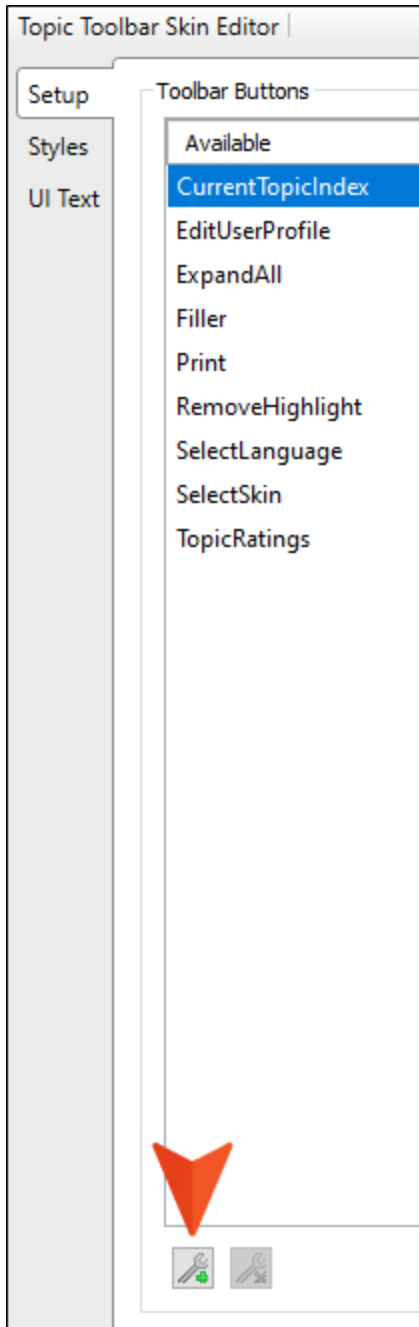 Topic Toolbar Skin Editor
Setup
Styles
UI Text
Toolbar Buttons
Available
CurrentTopicIndex
EditUserProfile
ExpandAll
Filler
Print
RemoveHighlight
SelectLanguage
SelectSkin
TopicRatings